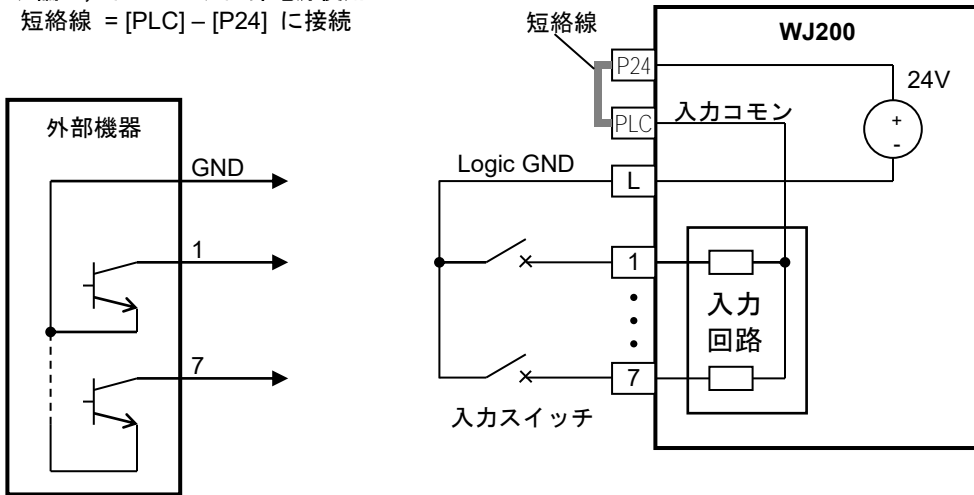 短絡線 = [PLC] – [P24] に接続
外部機器
GND
1
7
短絡線
WJ200
P24
24V
PLC
入力コモン
+
-
Logic GND
L
1
入力
回路
7
入力スイッチ